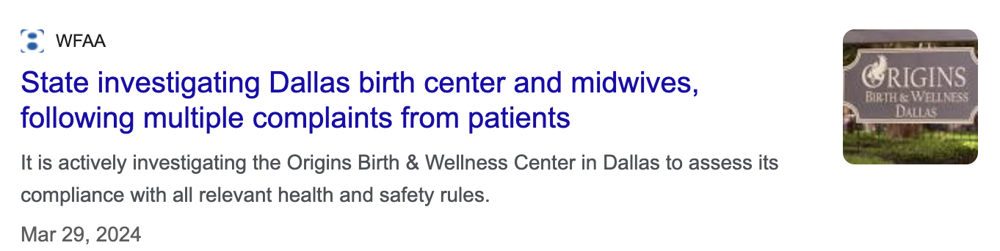 WFAA
State investigating Dallas birth center and midwives,
following multiple complaints from patients
It is actively investigating the Origins Birth & Wellness Center in Dallas to assess its
compliance with all relevant health and safety rules.
Mar 29, 2024
ORIGINS
BIRTH & WELLNESS
DALLAS